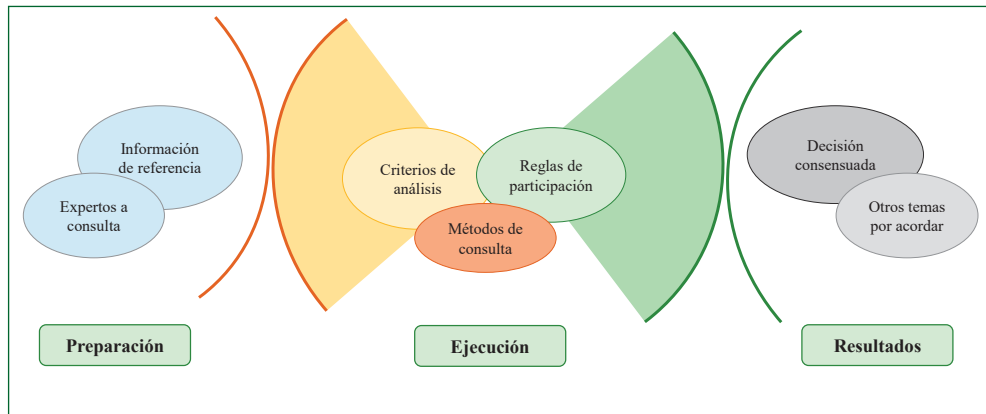 Información
de referencia
Expertos a
consulta
Criterios de
análisis
Reglas de
participación
Métodos de
consulta
Decisión
consensuada
Otros temas
por acordar
Preparación
Ejecución
Resultados